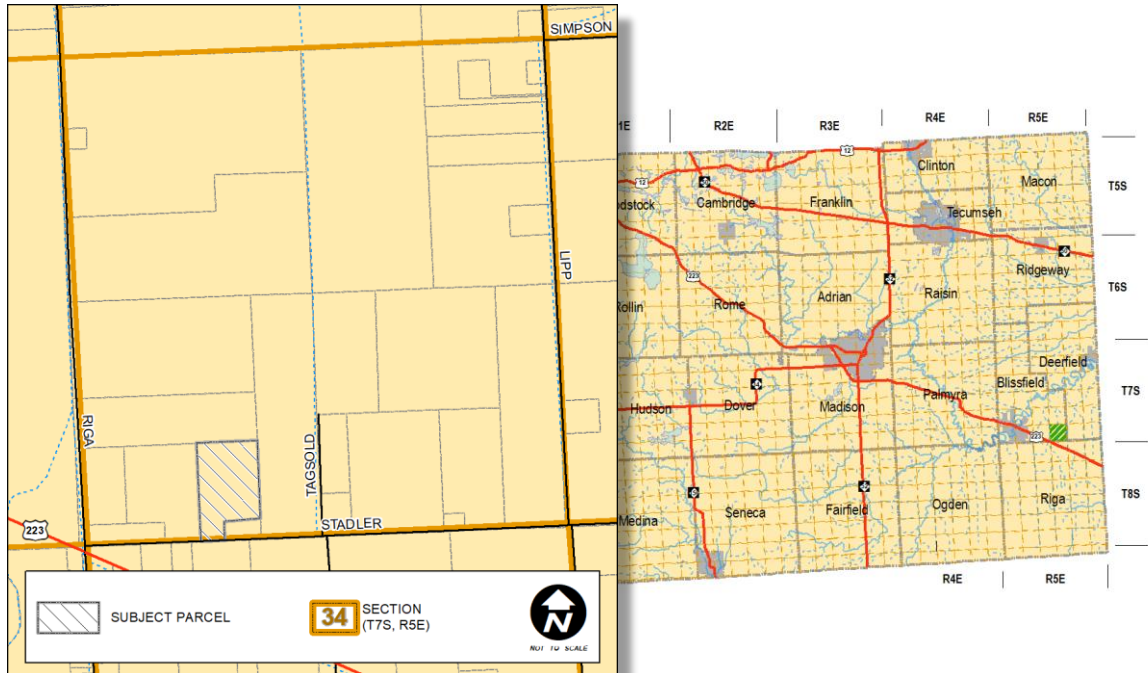 SIMPSON
RIGA
LIPP
TAGSOLD
STADLER
223
SUBJECT PARCEL
34 SECTION
(T7S, R5E)
N
NOT TO SCALE
1E
R2E
R3E
R4E
R5E
12
12
Clinton
Macon
T5S
odstock
Cambridge
Franklin
Tecumseh
Ridgeway
T6S
223
Rollin
Rome
Adrian
Raisin
Deerfield
Blissfield
T7S
Hudson
Dover
Madison
Palmyra
223
Medina
Seneca
Fairfield
Ogden
Riga
T8S
R4E
R5E